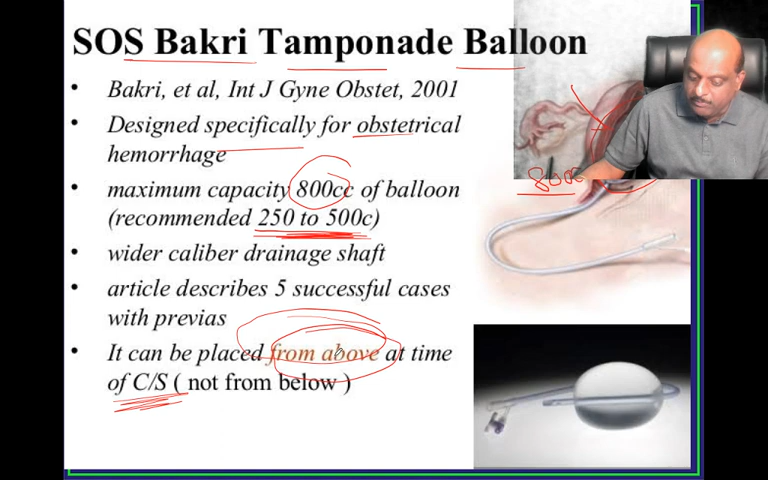 SOS Bakri Tamponade Balloon
• Bakri, et al, Int J Gyne Obstet, 2001
• Designed specifically for obstetrical
hemorrhage
• maximum capacity 800cc of balloon
(recommended 250 to 500c)
• wider caliber drainage shaft
• article describes 5 successful cases
with previas
• It can be placed from above at time
of C/S ( not from below )